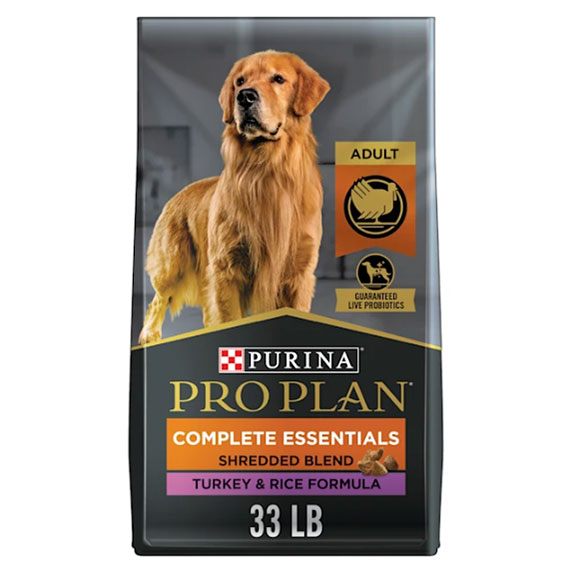 ADULT
GUARANTEED
LIVE PROBIOTICS
PURINA
PRO PLAN
COMPLETE ESSENTIALS
SHREDDED BLEND
TURKEY & RICE FORMULA
33 LB